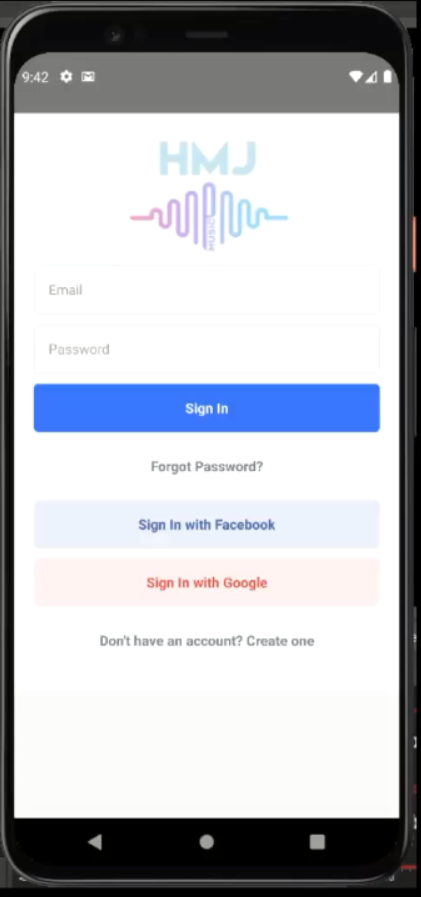 9:42
HMJ
MUSIC
Email
Password
Sign In
Forgot Password?
Sign In with Facebook
Sign In with Google
Don't have an account? Create one